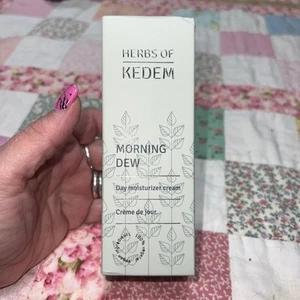 HERBS OF
KEDEM
MORNING
DEW
Day moisturizer cream
Crème de jour